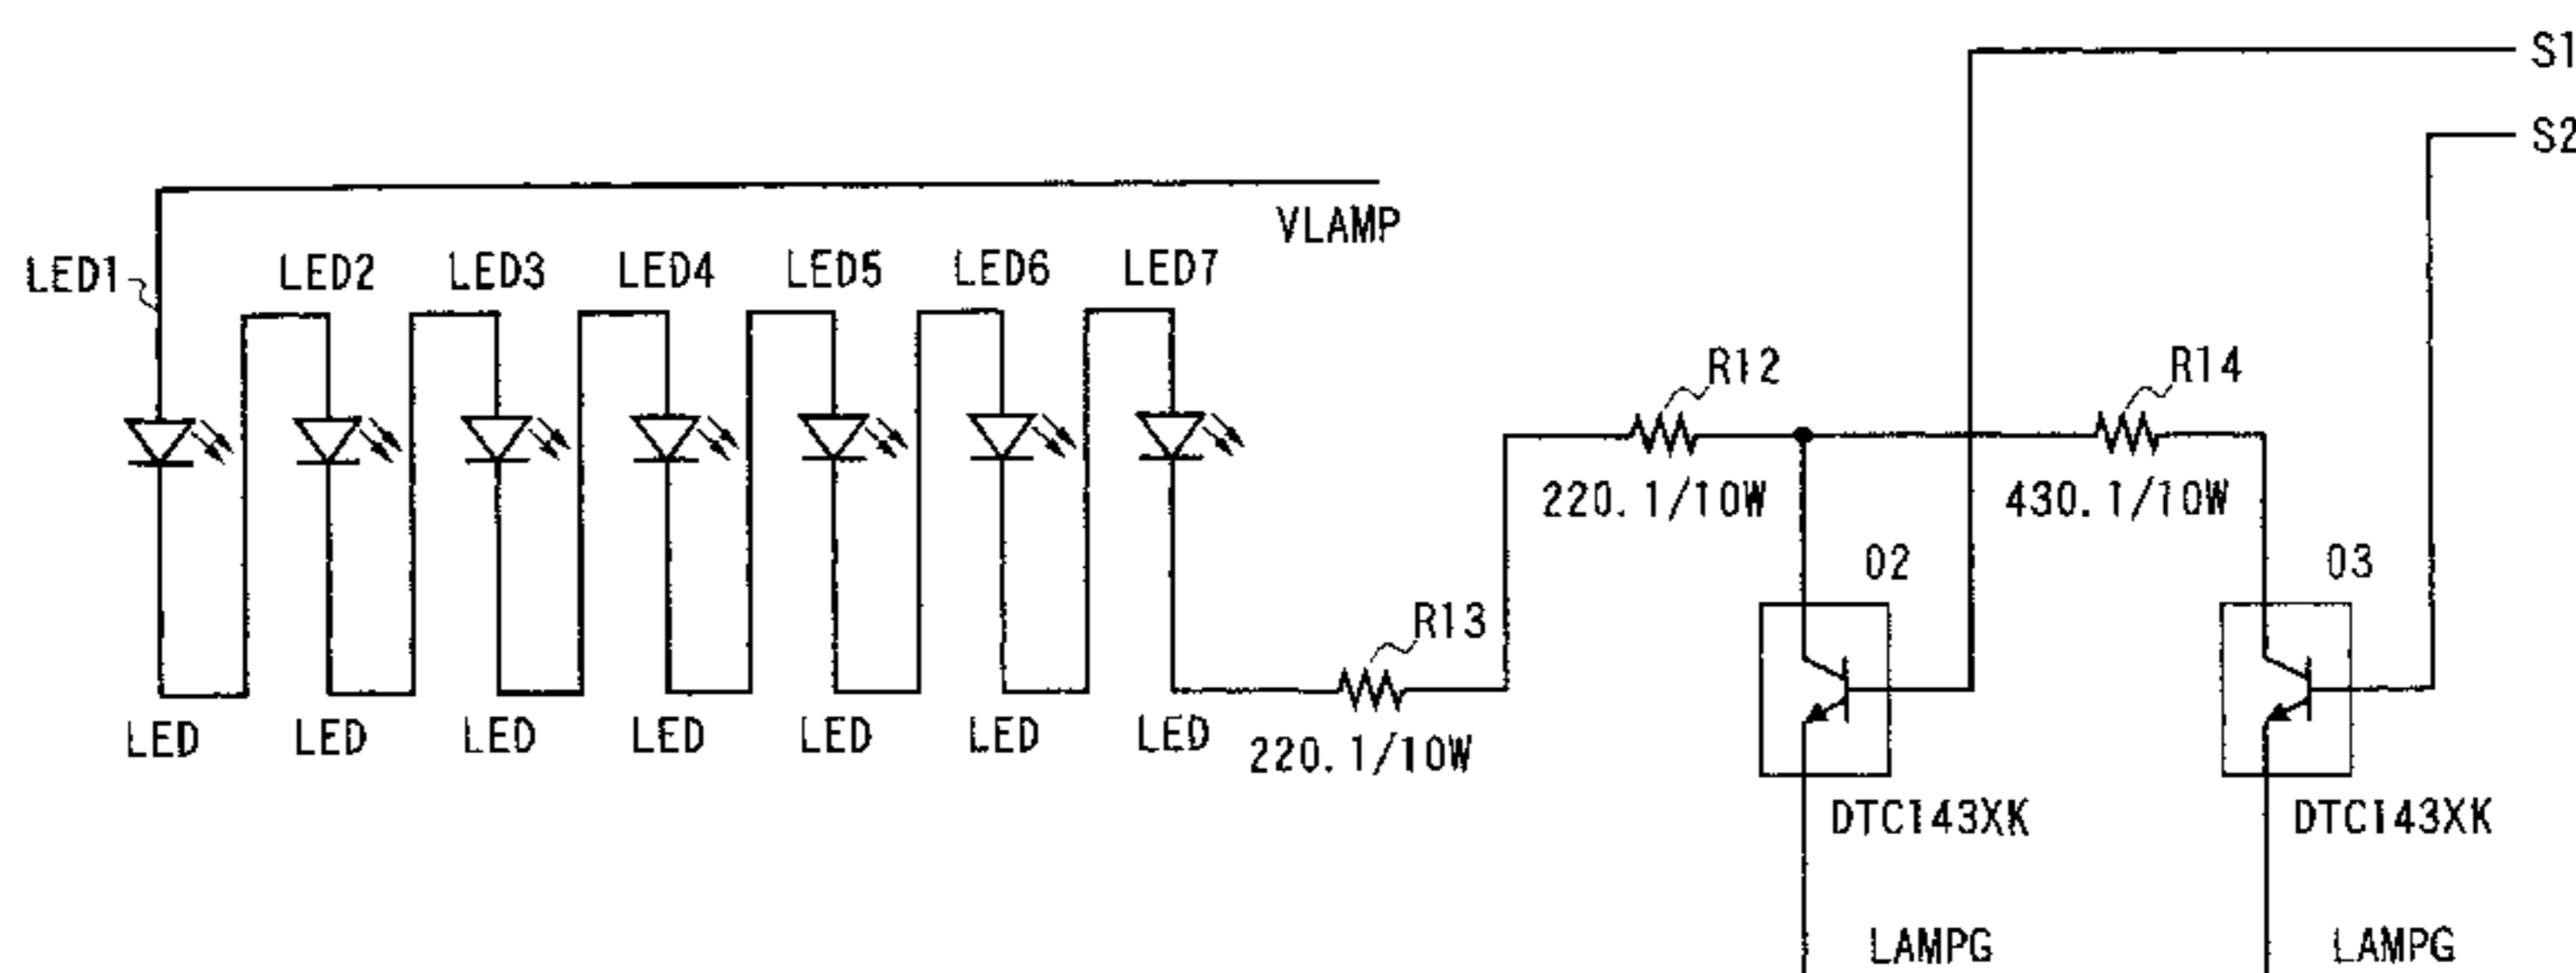 S1
S2
VLAMP
LED1 LED2 LED3 LED4 LED5 LED6 LED7
R12 R14
220.1/10W 430.1/10W
02 03
R13
LED LED LED LED LED LED LED 220.1/10W
DTC143XK DTC143XK
LAMPG LAMPG